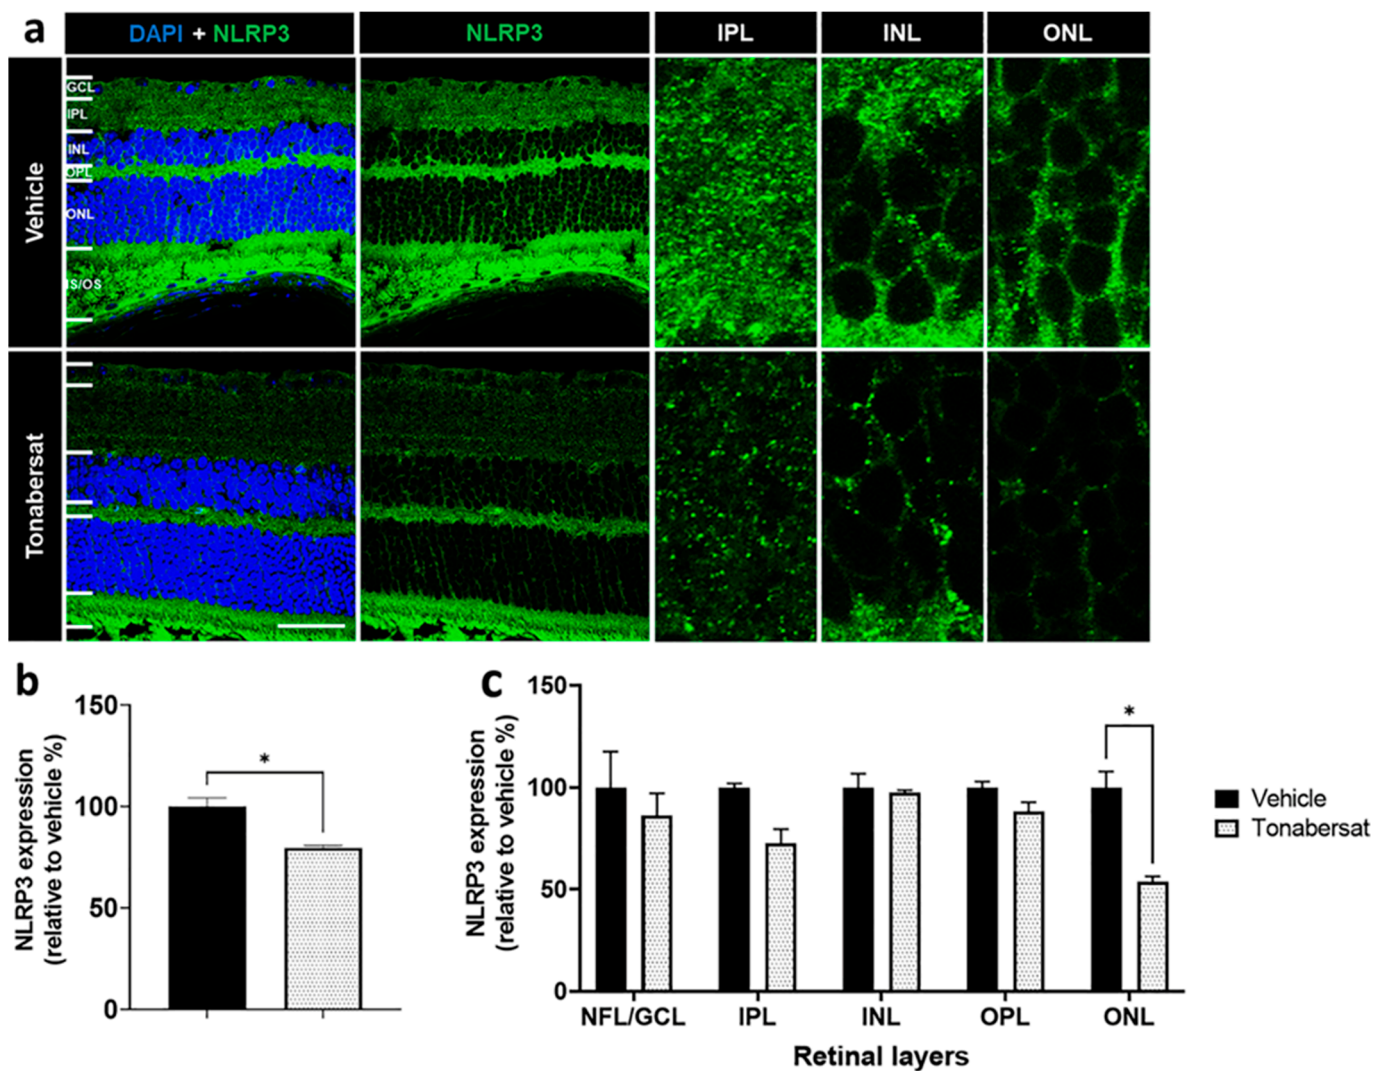 a
DAPI + NLRP3
NLRP3
IPL
INL
ONL
Vehicle
GCL
IPL
INL
OPL
ONL
IS/OS
Tonabersat
b
NLRP3 expression
(relative to vehicle %)
150
100
50
0
*
c
NLRP3 expression
(relative to vehicle %)
150
100
50
0
*
NFL/GCL
IPL
INL
OPL
ONL
Retinal layers
Vehicle
Tonabersat